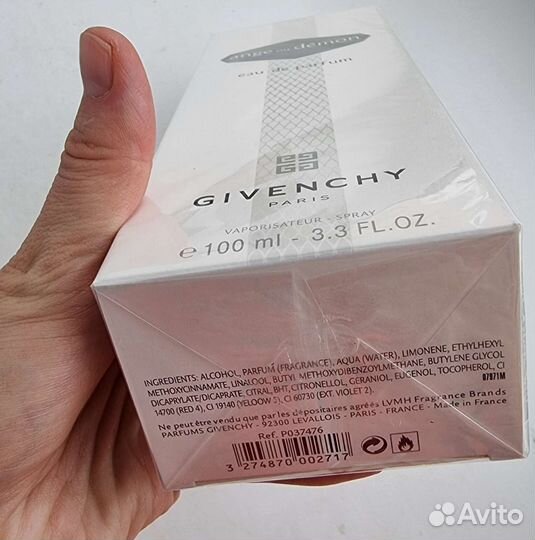 ange ou démon
eau de parfum
GIVENCHY
PARIS
VAPORISATEUR - SPRAY
e 100 ml - 3.3 FL.OZ.
INGREDIENTS: ALCOHOL, PARFUM (FRAGRANCE), AQUA (WATER), LIMONENE, ETHYLHEXYL
METHOXYCINNAMATE, LINALOOL, BUTYL METHOXYDIBENZOYLMETHANE, BUTYLENE GLYCOL
DICAPRYLATE/DICAPRATE, CITRAL, BHT, CITRONELLOL, GERANIOL, EUGENOL, TOCOPHEROL, CI
14700 (RED 4), CI 19140 (YELOOW 5), CI 60730 (EXT. VIOLET 2).
07971M
Ne peut être vendu que par les dépositaires agréés LVMH Fragrance Brands
PARFUMS GIVENCHY - 92300 LEVALLOIS - PARIS - FRANCE - Made in France
Ref. P037476
3 274870 002717
Avito